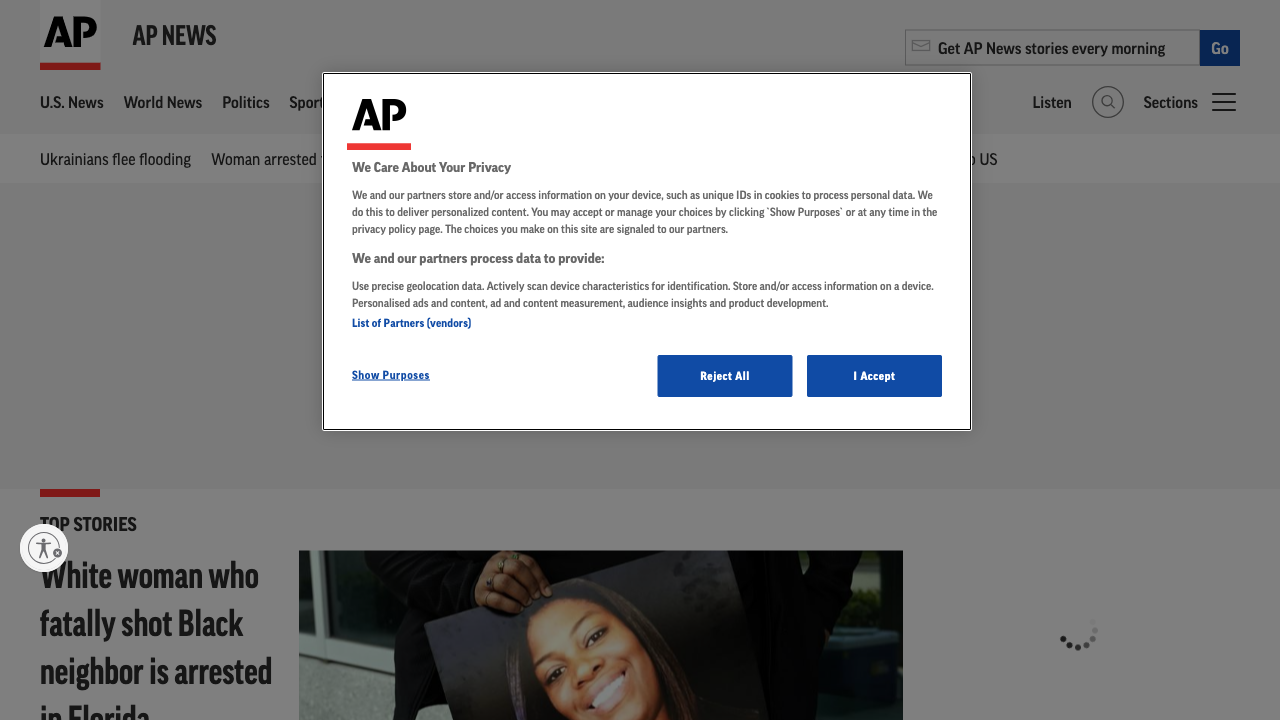 AP
AP NEWS
Get AP News stories every morning
Go
U.S. News
World News
Politics
Listen
Sections
Ukrainians flee flooding
Woman arrested
US
AP
We Care About Your Privacy
We and our partners store and/or access information on your device, such as unique IDs in cookies to process personal data. We
do this to deliver personalized content. You may accept or manage your choices by clicking `Show Purposes` or at any time in the
privacy policy page. The choices you make on this site are signaled to our partners.
We and our partners process data to provide:
Use precise geolocation data. Actively scan device characteristics for identification. Store and/or access information on a device.
Personalised ads and content, ad and content measurement, audience insights and product development.
List of Partners (vendors)
Show Purposes
Reject All
I Accept
TOP STORIES
White woman who
fatally shot Black
neighbor is arrested
in Florida